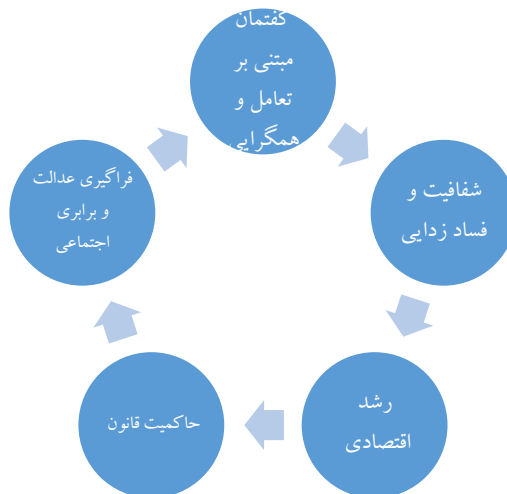 گفتمان
مبتنی بر
تعامل و
همگرایی
شفافیت و
فساد زدایی
رشد
اقتصادی
حاکمیت قانون
فراگیری عدالت
و برابری
اجتماعی